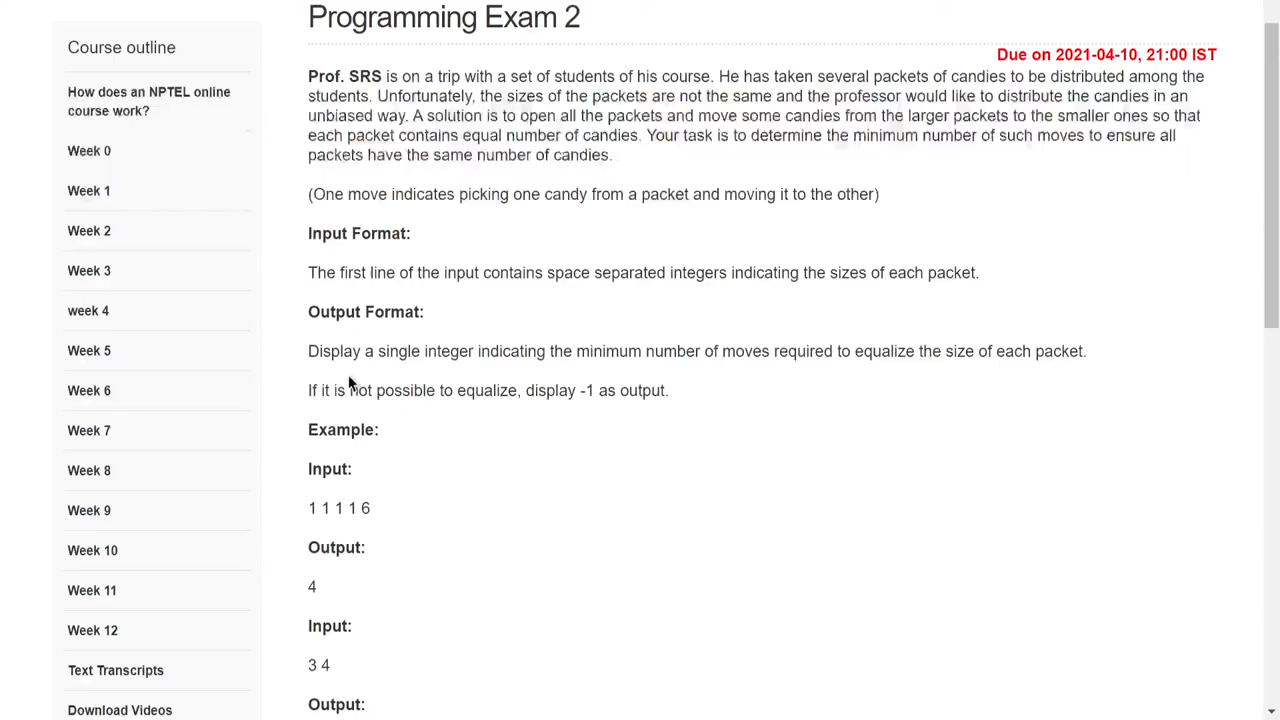 Programming Exam 2
Course outline
Due on 2021-04-10, 21:00 IST
How does an NPTEL online
course work?
Week 0
Week 1
Week 2
Week 3
week 4
Week 5
Week 6
Week 7
Week 8
Week 9
Week 10
Week 11
Week 12
Text Transcripts
Download Videos
Prof. SRS is on a trip with a set of students of his course. He has taken several packets of candies to be distributed among the
students. Unfortunately, the sizes of the packets are not the same and the professor would like to distribute the candies in an
unbiased way. A solution is to open all the packets and move some candies from the larger packets to the smaller ones so that
each packet contains equal number of candies. Your task is to determine the minimum number of such moves to ensure all
packets have the same number of candies.
(One move indicates picking one candy from a packet and moving it to the other)
Input Format:
The first line of the input contains space separated integers indicating the sizes of each packet.
Output Format:
Display a single integer indicating the minimum number of moves required to equalize the size of each packet.
If it is not possible to equalize, display -1 as output.
Example:
Input:
1 1 1 1 6
Output:
4
Input:
3 4
Output: